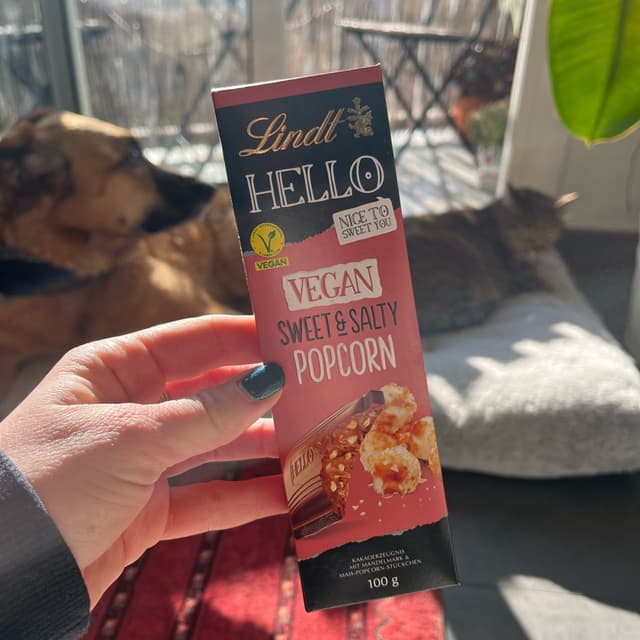 Lindt
HELLO
NICE TO
SWEET YOU
VEGAN
VEGAN
SWEET & SALTY
POPCORN
HELLO
KAKAOERZEUGNIS
MIT MANDELMARK &
MAIS-POPCORN-STÜCKCHEN
100 g